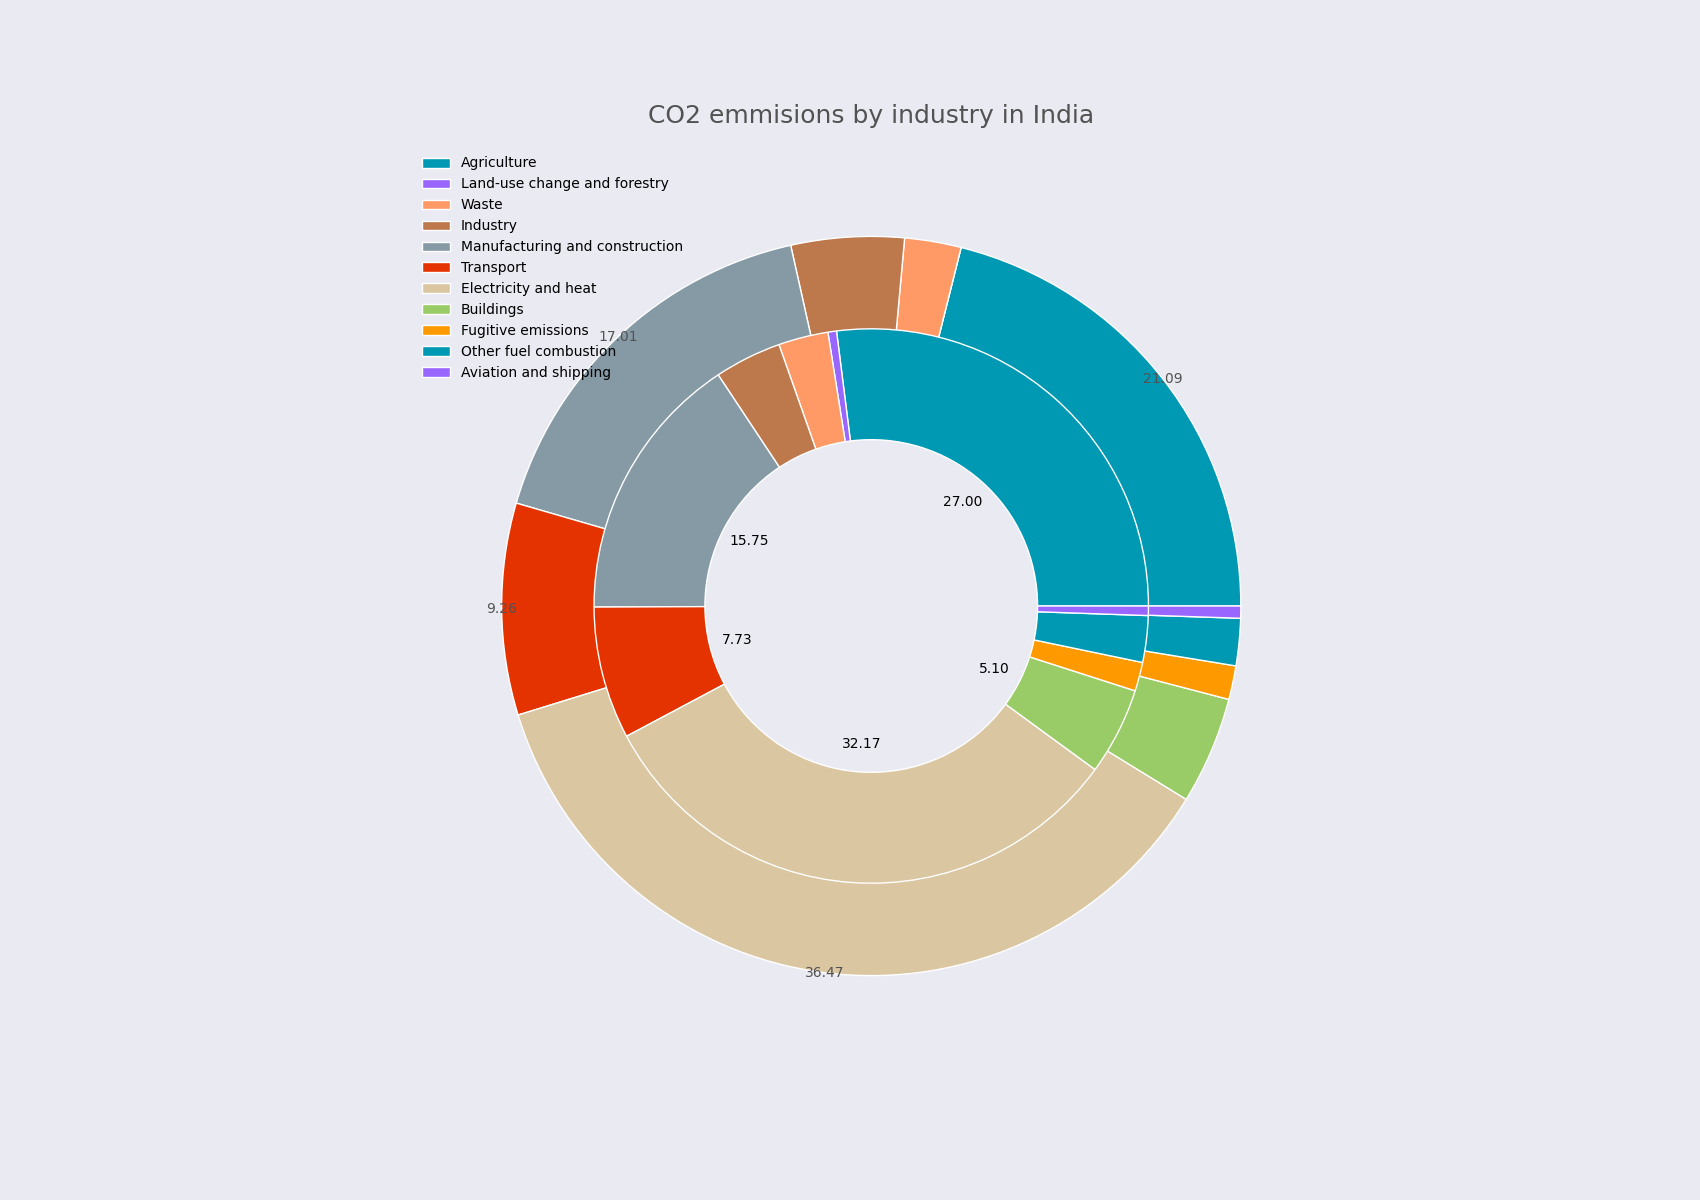 CO2 emmisions by industry in India
Agriculture
Land-use change and forestry
Waste
Industry
Manufacturing and construction
Transport
Electricity and heat
Buildings
Fugitive emissions
Other fuel combustion
Aviation and shipping
17.01
21.09
27.00
15.75
9.26
7.73
5.10
32.17
36.47